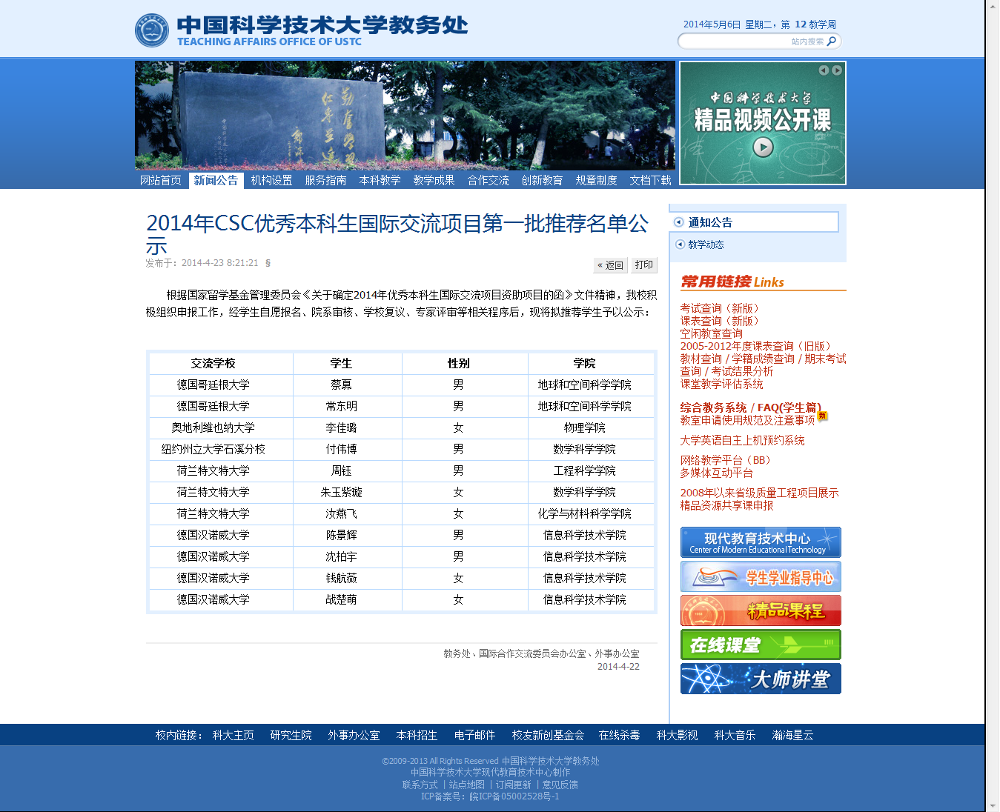 中国科学技术大学教务处
TEACHING AFFAIRS OFFICE OF USTC
2014年5月6日 星期二，第 12 教学周
站内搜索
中国科学技术大学
精品视频公开课
网站首页 新闻公告 机构设置 服务指南 本科教学 教学成果 合作交流 创新教育 规章制度 文档下载
2014年CSC优秀本科生国际交流项目第一批推荐名单公
示
发布于：2014-4-23 8:21:21 §
« 返回 打印
根据国家留学基金管理委员会《关于确定2014年优秀本科生国际交流项目资助项目的函》文件精神，我校积
极组织申报工作，经学生自愿报名、院系审核、学校复议、专家评审等相关程序后，现将拟推荐学生予以公示：
交流学校 学生 性别 学院
德国哥廷根大学 蔡鼏 男 地球和空间科学学院
德国哥廷根大学 常东明 男 地球和空间科学学院
奥地利维也纳大学 李佳璐 女 物理学院
纽约州立大学石溪分校 付伟博 男 数学科学学院
荷兰特文特大学 周钰 男 工程科学学院
荷兰特文特大学 朱玉紫璇 女 数学科学学院
荷兰特文特大学 汝燕飞 女 化学与材料科学学院
德国汉诺威大学 陈景辉 男 信息科学技术学院
德国汉诺威大学 沈柏宇 男 信息科学技术学院
德国汉诺威大学 钱航薇 女 信息科学技术学院
德国汉诺威大学 战楚萌 女 信息科学技术学院
教务处、国际合作交流委员会办公室、外事办公室
2014-4-22
通知公告
教学动态
常用链接 Links
考试查询（新版）
课表查询（新版）
空闲教室查询
2005-2012年度课表查询（旧版）
教材查询 / 学籍成绩查询 / 期末考试
查询 / 考试结果分析
课堂教学评估系统
综合教务系统 / FAQ(学生篇)
教室申请使用规范及注意事项 新
大学英语自主上机预约系统
网络教学平台（BB）
多媒体互动平台
2008年以来省级质量工程项目展示
精品资源共享课申报
现代教育技术中心
Center of Modern Educational Technology
学生学业指导中心
精品课程
在线课堂
大师讲堂
校内链接： 科大主页 研究生院 外事办公室 本科招生 电子邮件 校友新创基金会 在线杀毒 科大影视 科大音乐 瀚海星云
©2009-2013 All Rights Reserved 中国科学技术大学教务处
中国科学技术大学现代教育技术中心制作
联系方式 | 站点地图 | 订阅更新 | 意见反馈
ICP备案号：皖ICP备05002528号-1